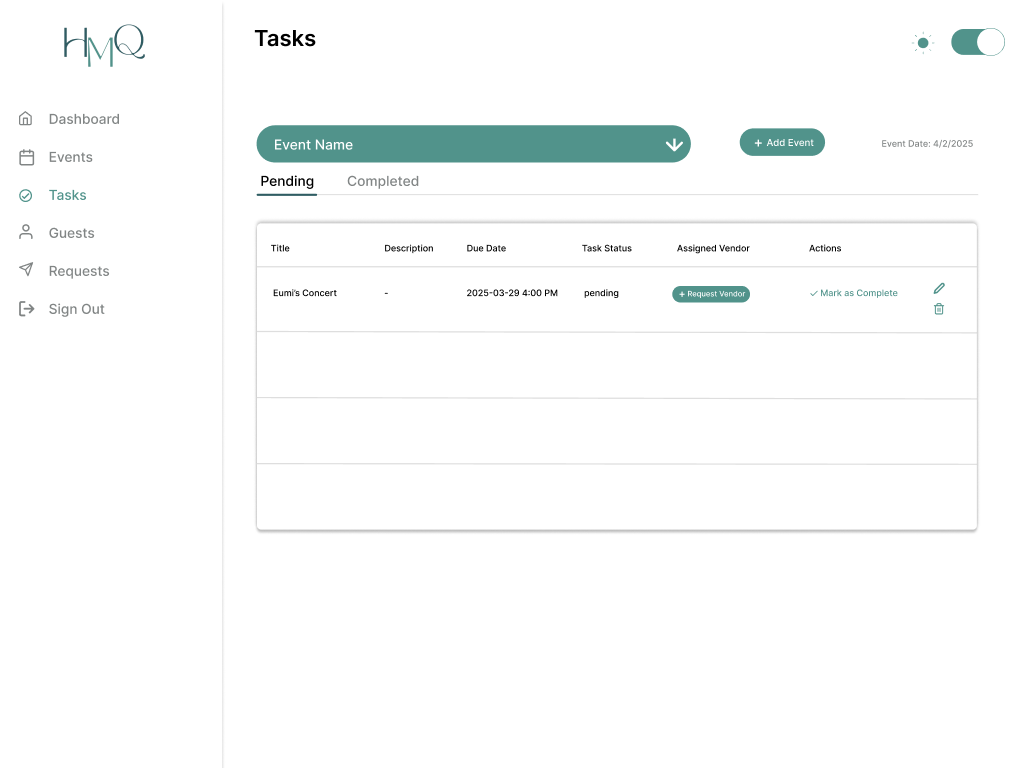 HMQ
Tasks
Dashboard
Events
Tasks
Guests
Requests
Sign Out
Event Name
+ Add Event
Event Date: 4/2/2025
Pending Completed
Title Description Due Date Task Status Assigned Vendor Actions
Eumi's Concert - 2025-03-29 4:00 PM pending + Request Vendor ✓ Mark as Complete